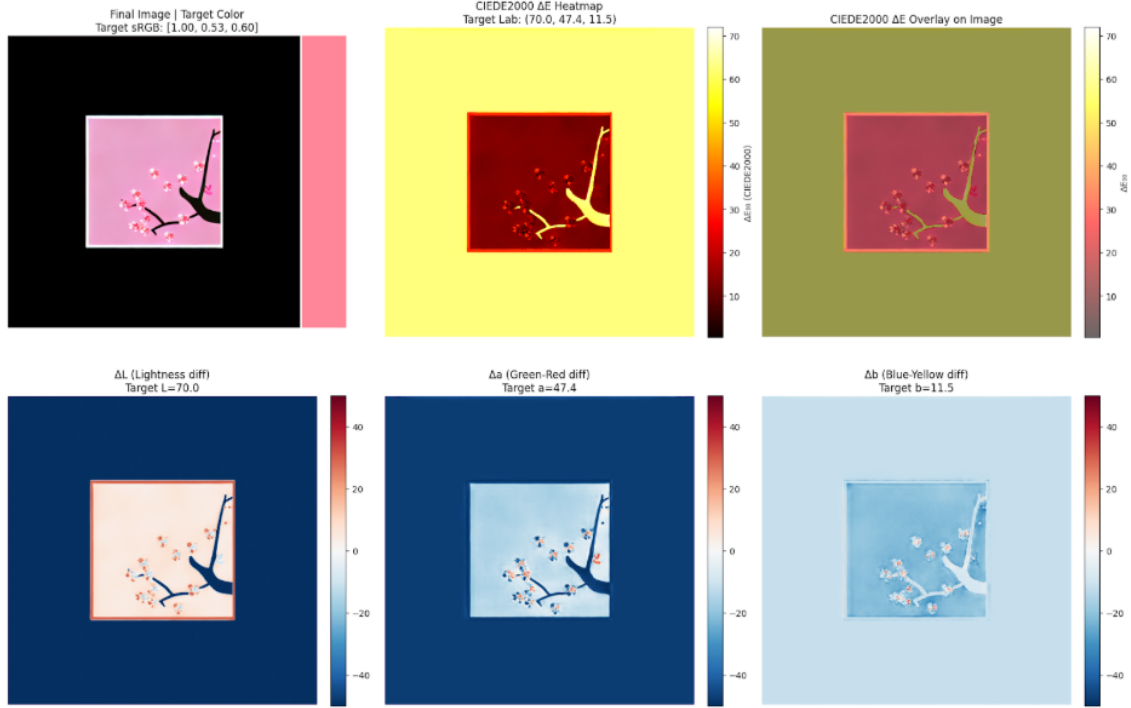 Final Image | Target Color
Target sRGB: [1.00, 0.53, 0.60]
CIEDE2000 ΔE Heatmap
Target Lab: (70.0, 47.4, 11.5)
CIEDE2000 ΔE Overlay on Image
70
60
50
40
30
20
10
ΔE₀₀ (CIEDE2000)
70
60
50
40
30
20
10
ΔE₀₀
ΔL (Lightness diff)
Target L=70.0
40
20
0
−20
−40
Δa (Green-Red diff)
Target a=47.4
40
20
0
−20
−40
Δb (Blue-Yellow diff)
Target b=11.5
40
20
0
−20
−40